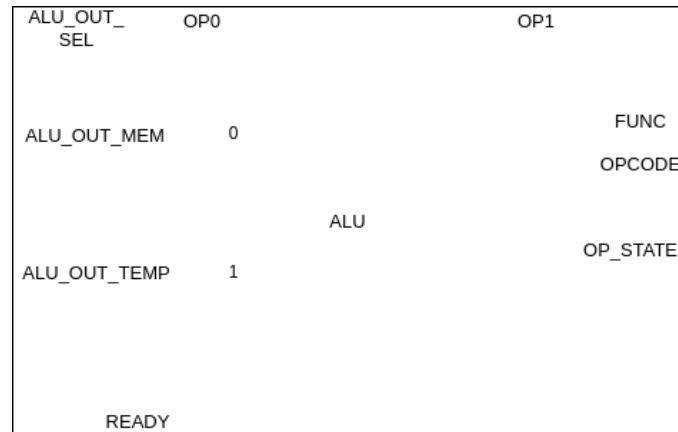 ALU_OUT_
SEL
OP0
OP1
FUNC
ALU_OUT_MEM
0
OPCODE
ALU
OP_STATE
ALU_OUT_TEMP
1
READY